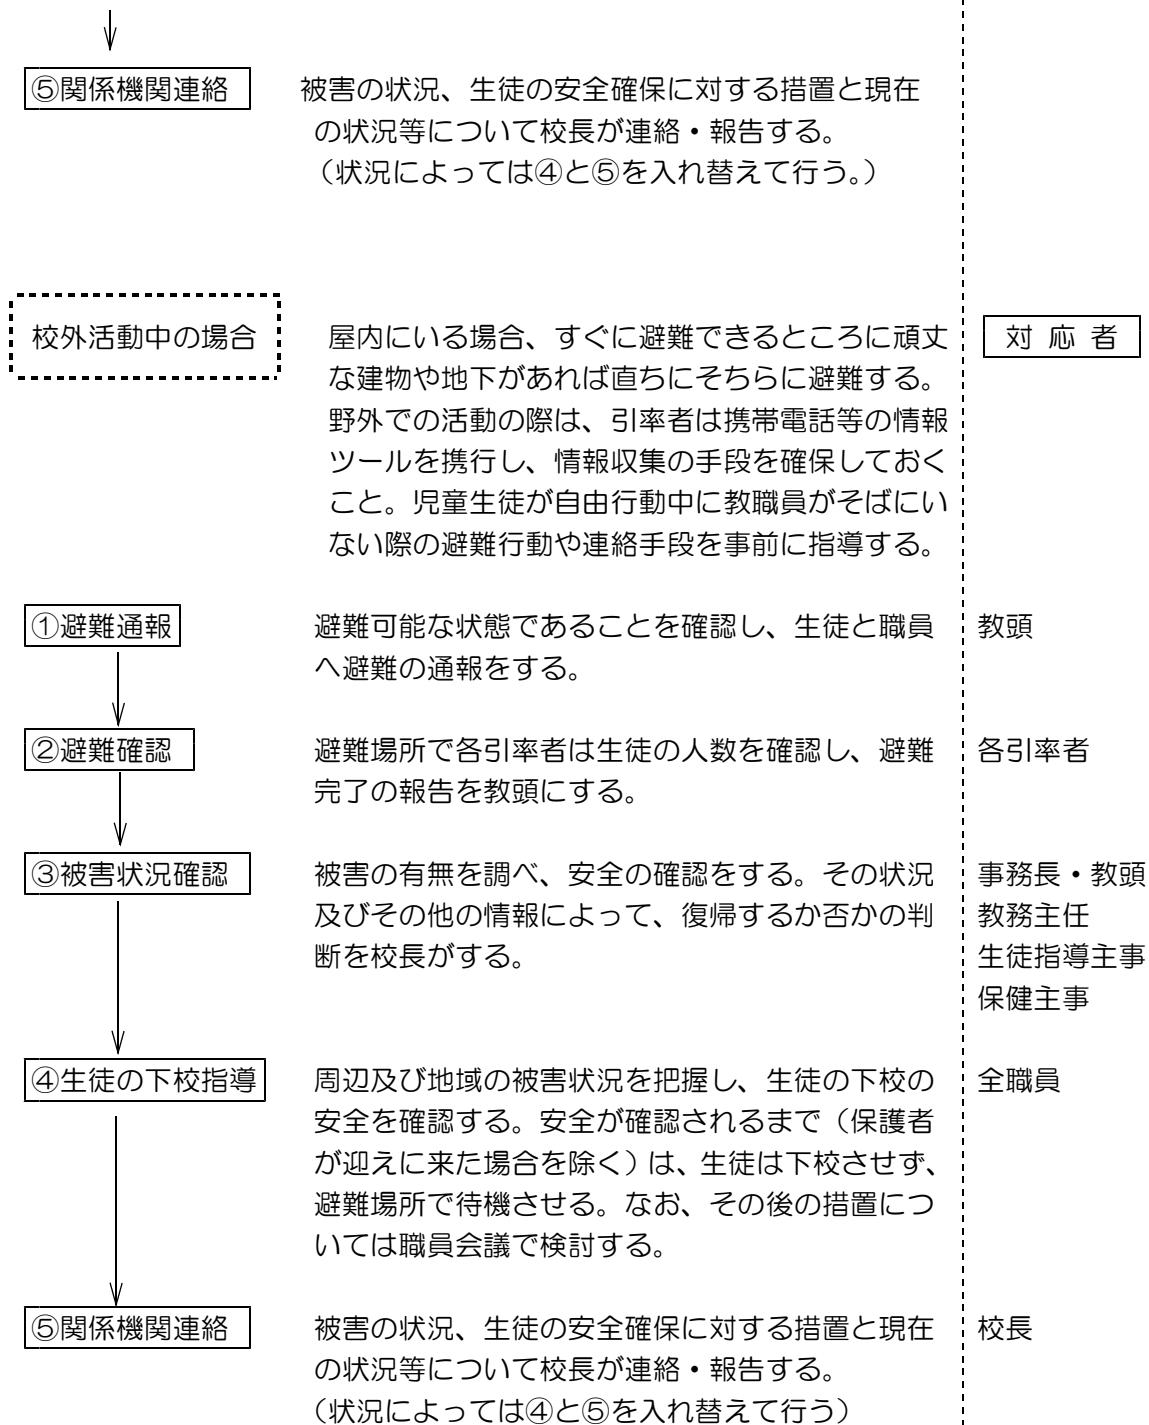 ⑤関係機関連絡 被害の状況、生徒の安全確保に対する措置と現在
の状況等について校長が連絡・報告する。
（状況によっては④と⑤を入れ替えて行う。）
校外活動中の場合 屋内にいる場合、すぐに避難できるところに頑丈 対 応 者
な建物や地下があれば直ちにそちらに避難する。
野外での活動の際は、引率者は携帯電話等の情報
ツールを携行し、情報収集の手段を確保しておく
こと。児童生徒が自由行動中に教職員がそばにい
ない際の避難行動や連絡手段を事前に指導する。
①避難通報 避難可能な状態であることを確認し、生徒と職員 教頭
へ避難の通報をする。
②避難確認 避難場所で各引率者は生徒の人数を確認し、避難 各引率者
完了の報告を教頭にする。
③被害状況確認 被害の有無を調べ、安全の確認をする。その状況 事務長・教頭
及びその他の情報によって、復帰するか否かの判 教務主任
断を校長がする。 生徒指導主事
保健主事
④生徒の下校指導 周辺及び地域の被害状況を把握し、生徒の下校の 全職員
安全を確認する。安全が確認されるまで（保護者
が迎えに来た場合を除く）は、生徒は下校させず、
避難場所で待機させる。なお、その後の措置につ
いては職員会議で検討する。
⑤関係機関連絡 被害の状況、生徒の安全確保に対する措置と現在 校長
の状況等について校長が連絡・報告する。
（状況によっては④と⑤を入れ替えて行う）